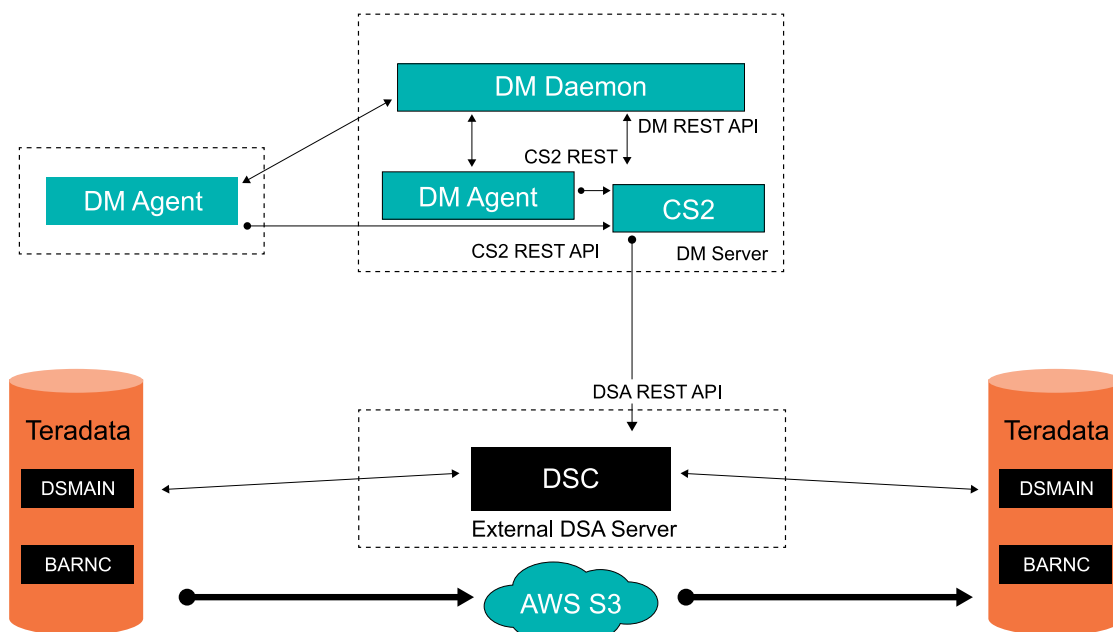 DM Daemon
DM REST API
CS2 REST
DM Agent
DM Agent
CS2
CS2 REST API
DM Server
DSA REST API
Teradata
DSMAIN
BARNC
DSC
External DSA Server
Teradata
DSMAIN
BARNC
AWS S3